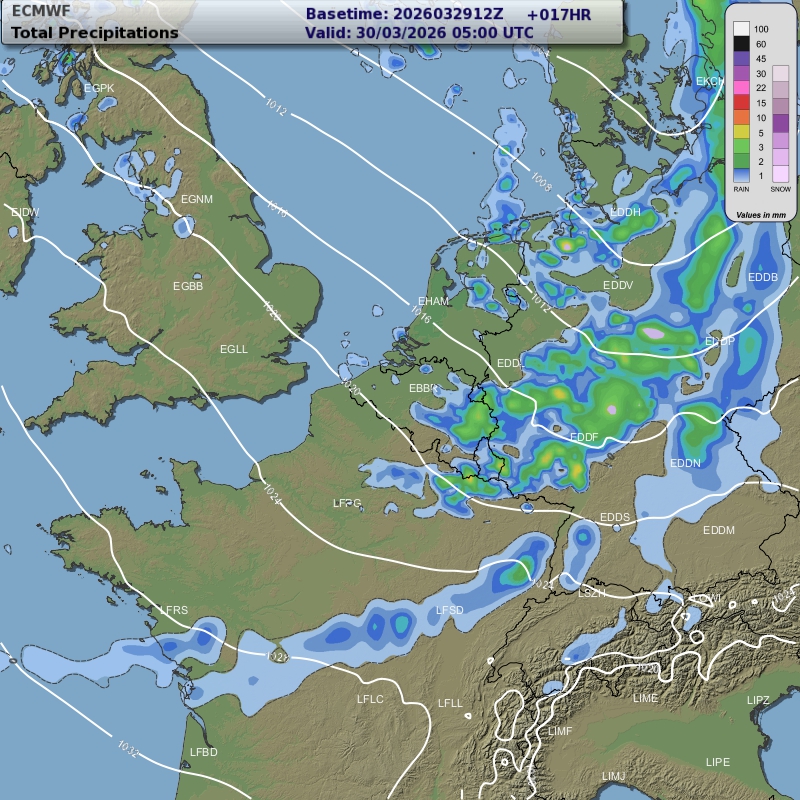 ECMWF
Total Precipitations
Basetime: 2026032912Z +017HR
Valid: 30/03/2026 05:00 UTC
100
60
45
30
22
15
10
5
3
2
1
RAIN SNOW
Values in mm
EGPK
EKCH
1012
1008
EGNM
EIDW
1016
EDDH
EDDB
EGBB
EDDV
EHAM
1012
1020
1016
EDDP
EGLL
EDDL
1020
EBBR
EDDF
EDDN
1024
LFPG
EDDS
EDDM
1024
LSZH
LOWI
LFRS
LFSD
1028
1020
LFLC
LFLL
LIME
LIPZ
LIMF
1032
LFBD
LIPE
LIMJ